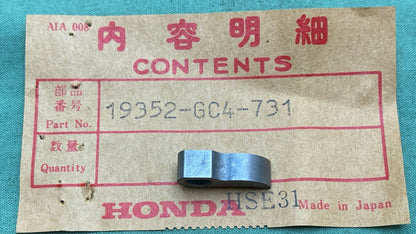 AIA 008
内容明細
CONTENTS
部品
番号
Part No.
19352-GC4-731
数量
Quantity
HONDA
HSE31
Made in Japan